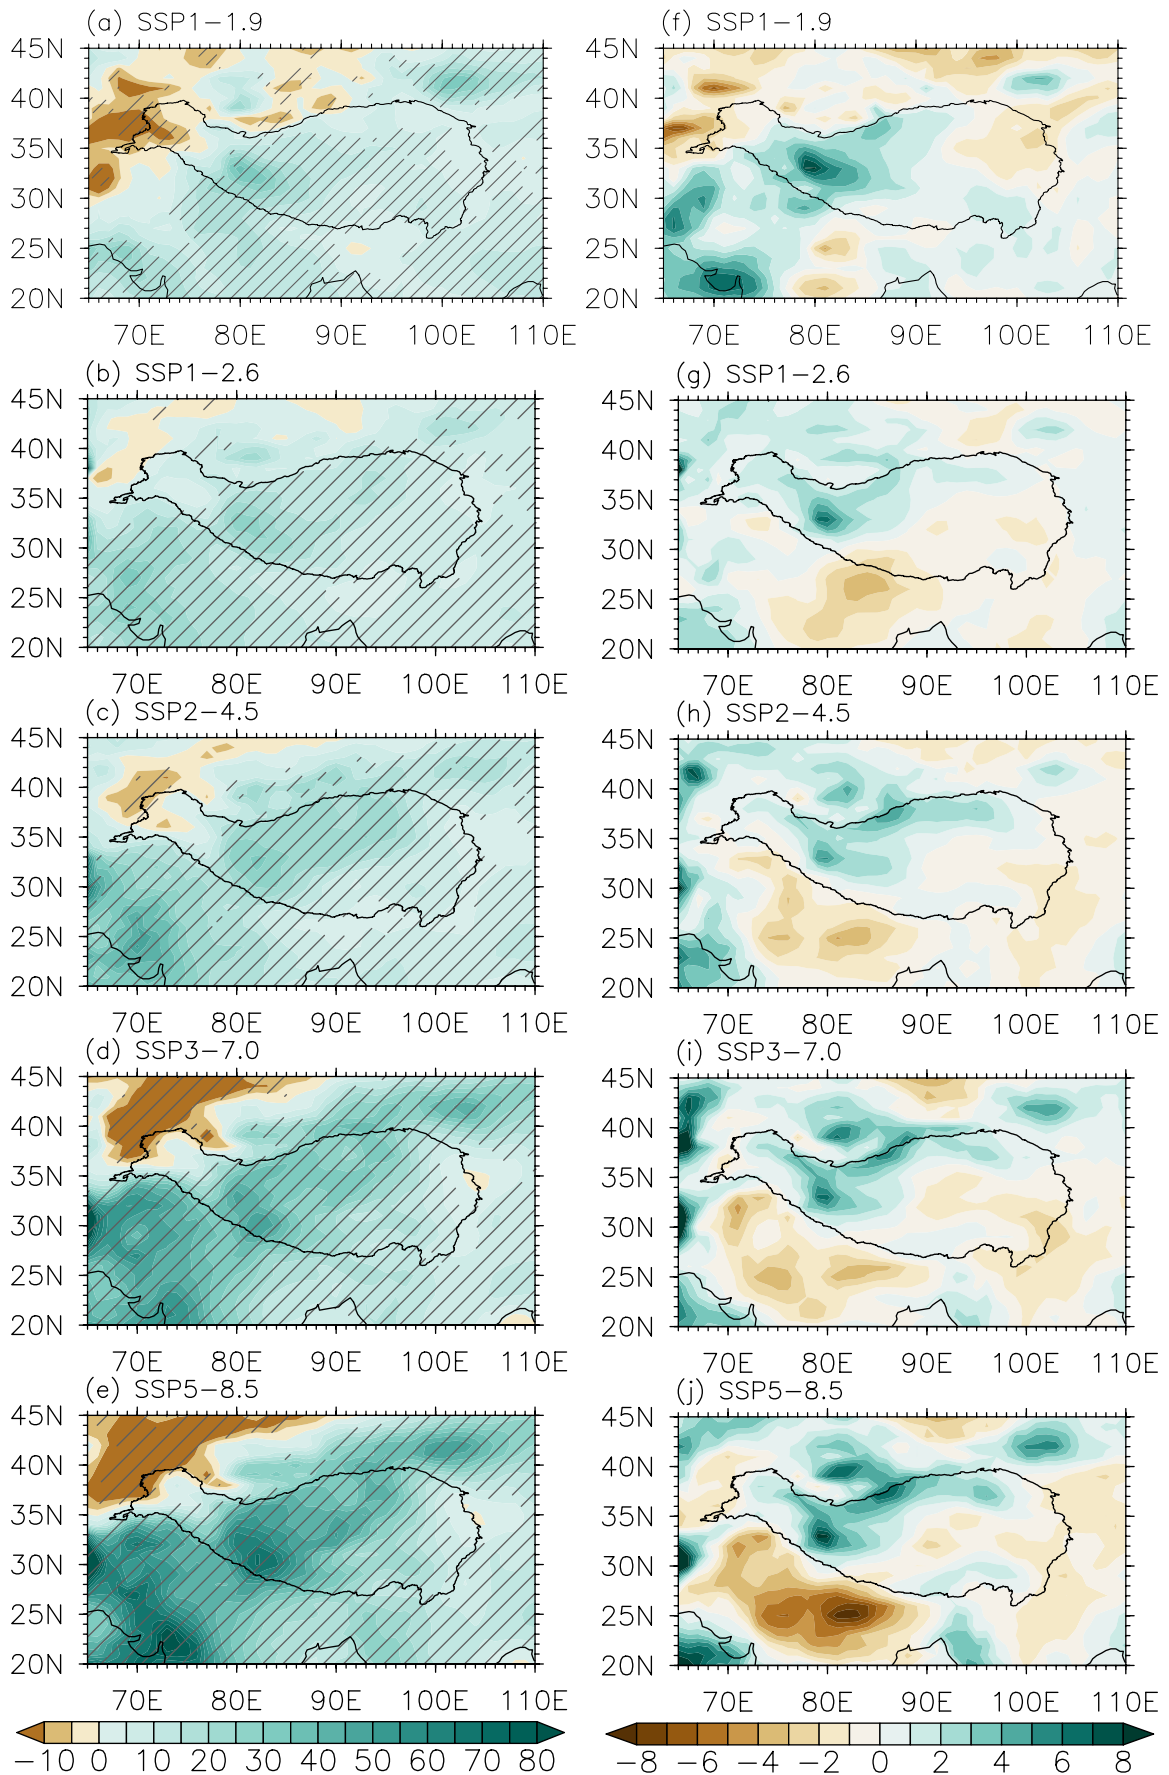 (a) SSP1−1.9
45N
40N
35N
30N
25N
20N
70E 80E 90E 100E 110E
(f) SSP1−1.9
45N
40N
35N
30N
25N
20N
70E 80E 90E 100E 110E
(b) SSP1−2.6
45N
40N
35N
30N
25N
20N
70E 80E 90E 100E 110E
(g) SSP1−2.6
45N
40N
35N
30N
25N
20N
70E 80E 90E 100E 110E
(c) SSP2−4.5
45N
40N
35N
30N
25N
20N
70E 80E 90E 100E 110E
(h) SSP2−4.5
45N
40N
35N
30N
25N
20N
70E 80E 90E 100E 110E
(d) SSP3−7.0
45N
40N
35N
30N
25N
20N
70E 80E 90E 100E 110E
(i) SSP3−7.0
45N
40N
35N
30N
25N
20N
70E 80E 90E 100E 110E
(e) SSP5−8.5
45N
40N
35N
30N
25N
20N
70E 80E 90E 100E 110E
(j) SSP5−8.5
45N
40N
35N
30N
25N
20N
70E 80E 90E 100E 110E
−10 0 10 20 30 40 50 60 70 80
−8 −6 −4 −2 0 2 4 6 8